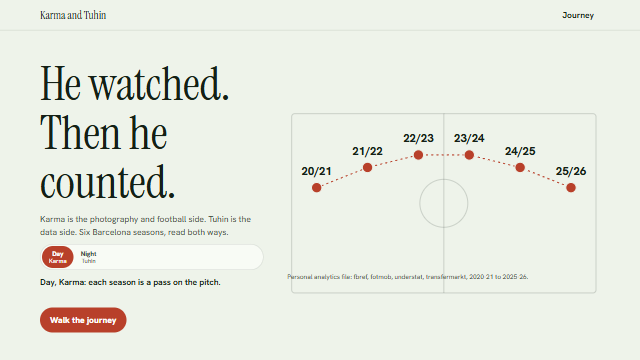 Karma and Tuhin
Journey
He watched.
Then he
counted.
Karma is the photography and football side. Tuhin is the
data side. Six Barcelona seasons, read both ways.
Day
Karma
Night
Tuhin
Day, Karma: each season is a pass on the pitch.
Walk the journey
20/21
21/22
22/23
23/24
24/25
25/26
Personal analytics file: fbref, fotmob, understat, transfermarkt, 2020-21 to 2025-26.